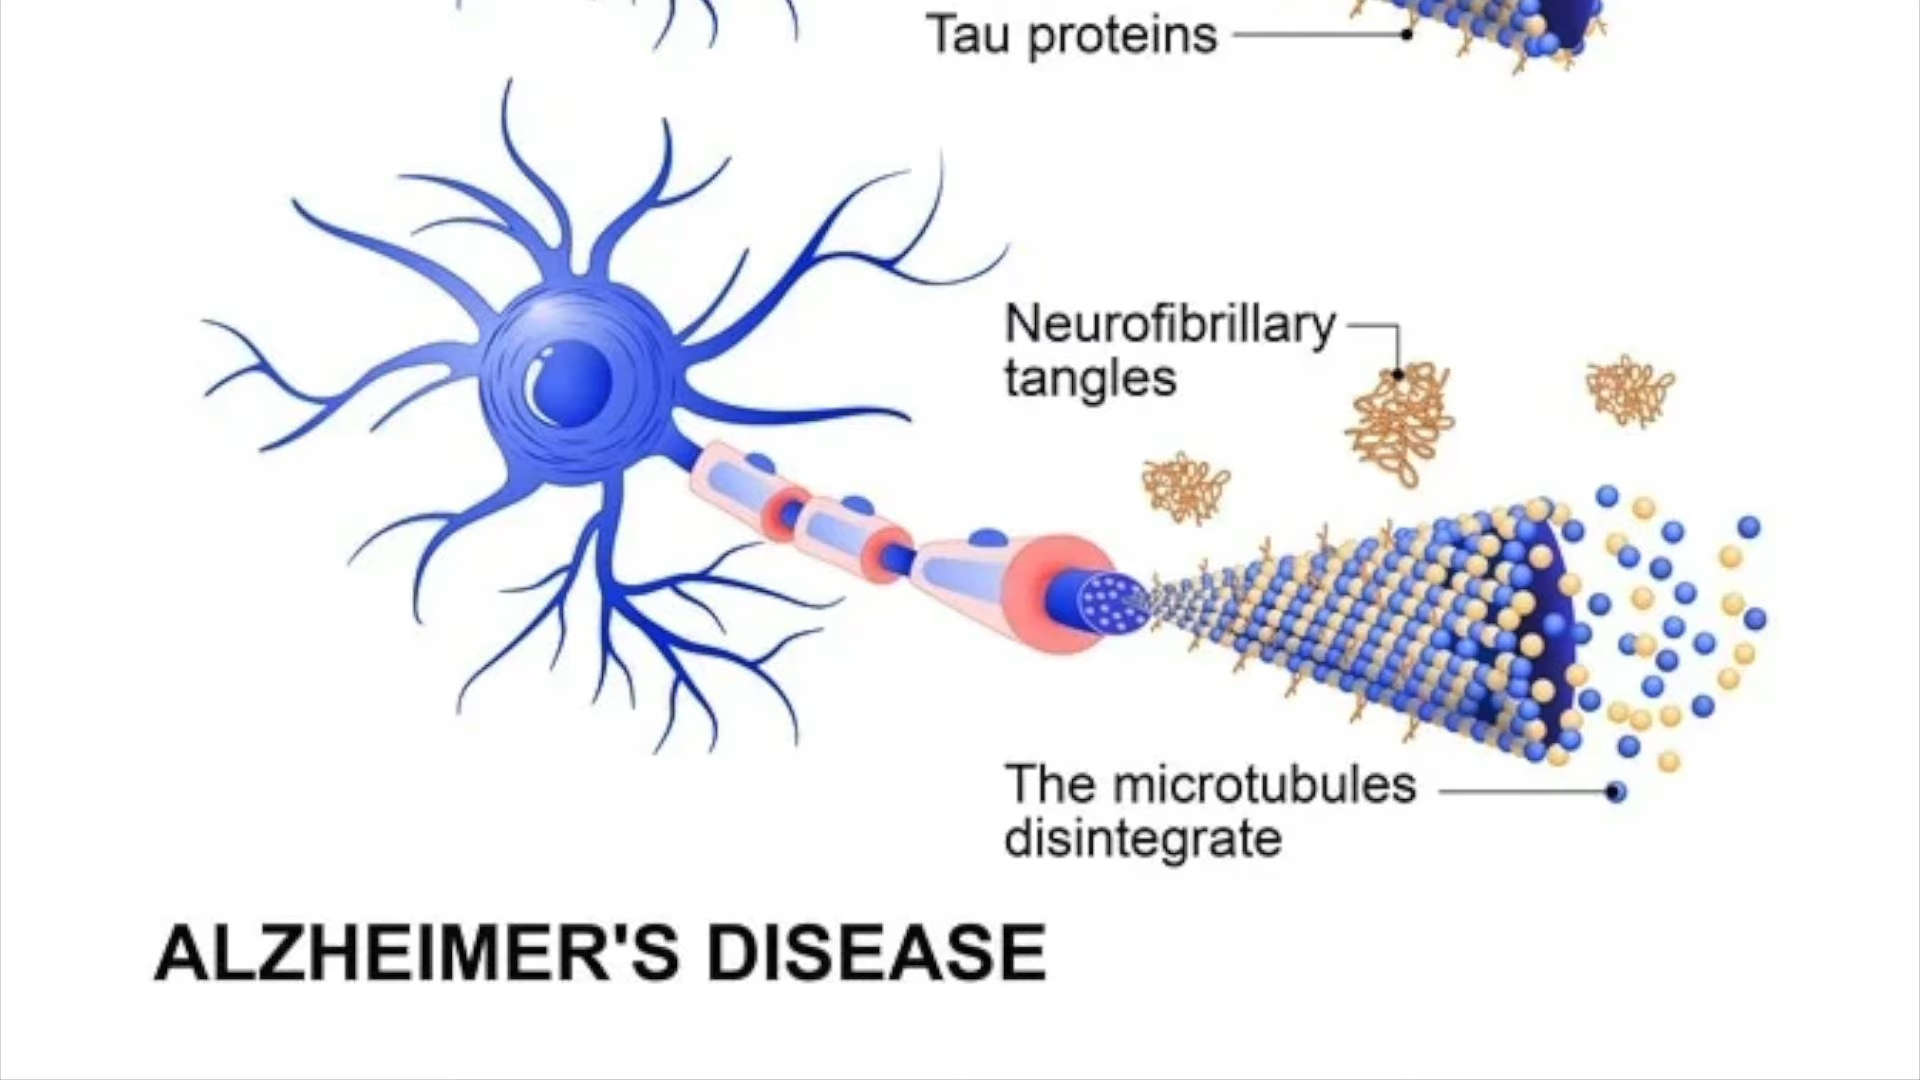 Tau proteins
Neurofibrillary
tangles
The microtubules
disintegrate
ALZHEIMER'S DISEASE